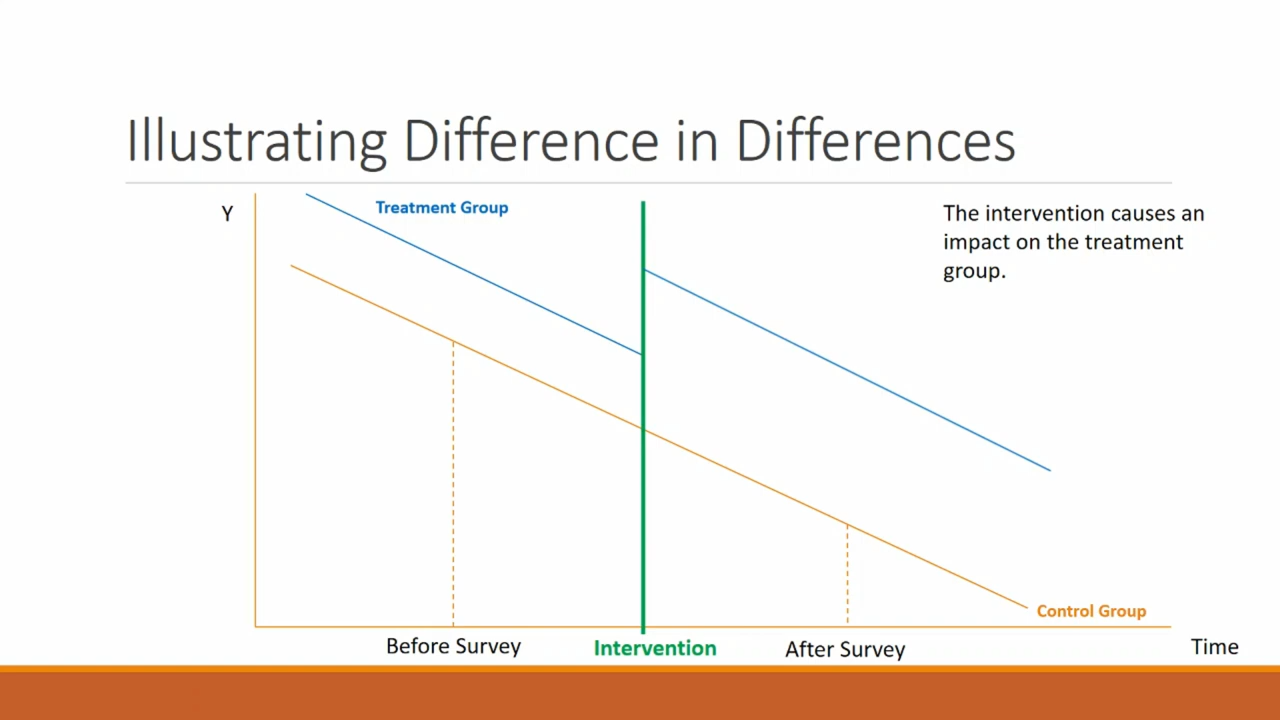 Illustrating Difference in Differences
Y
Treatment Group
The intervention causes an
impact on the treatment
group.
Control Group
Before Survey
Intervention
After Survey
Time